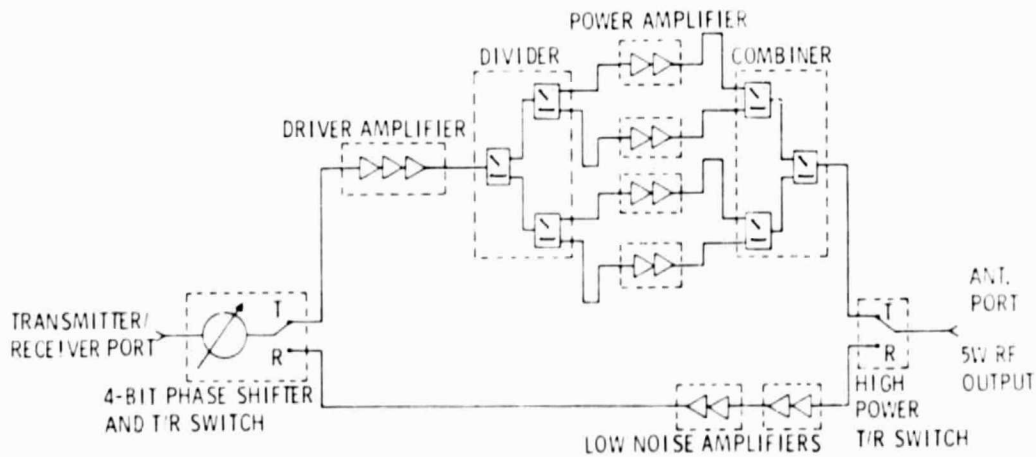 POWER AMPLIFIER
DIVIDER
COMBINER
DRIVER AMPLIFIER
TRANSMITTER/
RECEIVER PORT
T
R
4-BIT PHASE SHIFTER
AND T/R SWITCH
LOW NOISE AMPLIFIERS
T
R
HIGH
POWER
T/R SWITCH
ANT.
PORT
5W RF
OUTPUT